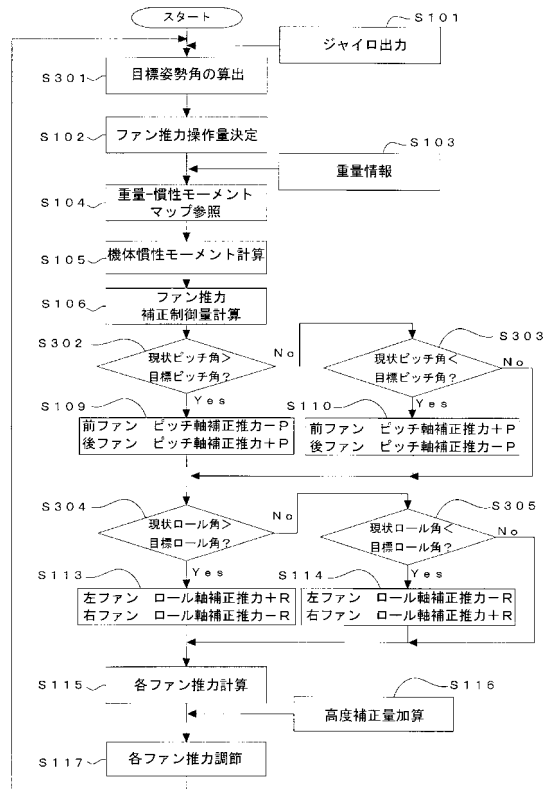 スタート
S101
ジャイロ出力
S301
目標姿勢角の算出
S102
ファン推力操作量決定
S103
重量情報
S104
重量-慣性モーメント
マップ参照
S105
機体慣性モーメント計算
S106
ファン推力
補正制御量計算
S302
現状ピッチ角>
目標ピッチ角?
No
Yes
S303
現状ピッチ角<
目標ピッチ角?
No
Yes
S109
前ファン ピッチ軸補正推力-P
後ファン ピッチ軸補正推力+P
S110
前ファン ピッチ軸補正推力+P
後ファン ピッチ軸補正推力-P
S304
現状ロール角>
目標ロール角?
No
Yes
S305
現状ロール角<
目標ロール角?
No
Yes
S113
左ファン ロール軸補正推力+R
右ファン ロール軸補正推力-R
S114
左ファン ロール軸補正推力-R
右ファン ロール軸補正推力+R
S115
各ファン推力計算
S116
高度補正量加算
S117
各ファン推力調節